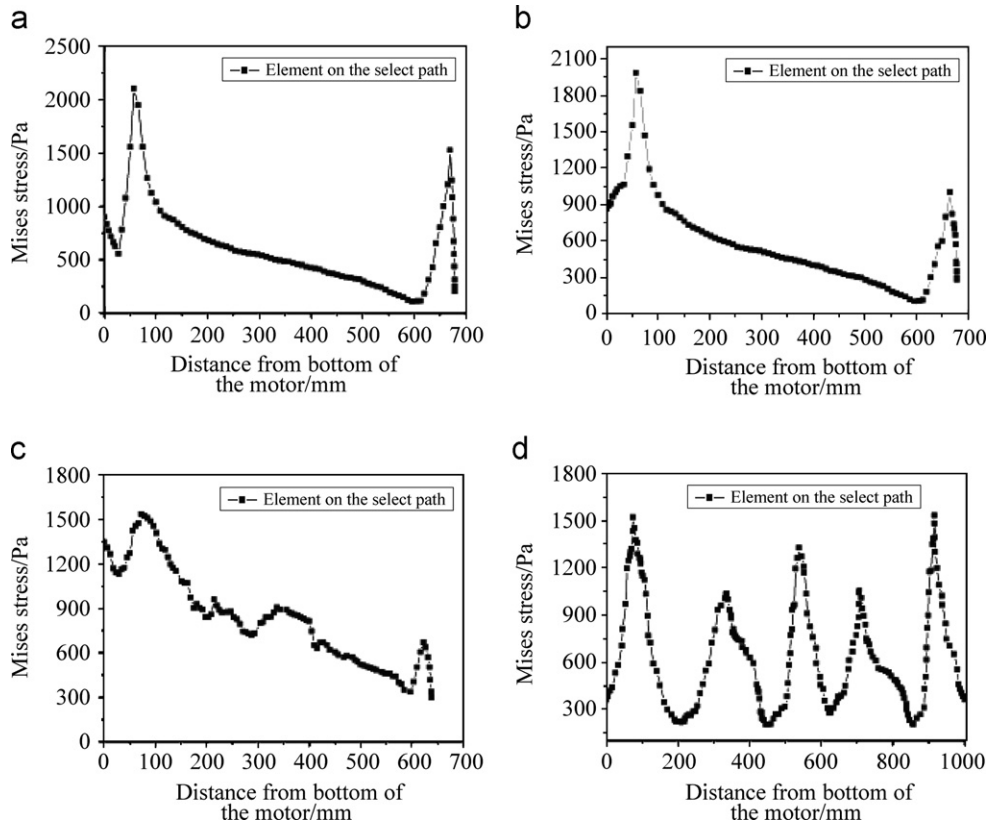 a
2500
2000
1500
1000
500
0
Mises stress/Pa
Element on the select path
0 100 200 300 400 500 600 700
Distance from bottom of
the motor/mm
b
2100
1800
1500
1200
900
600
300
0
Mises stress/Pa
Element on the select path
0 100 200 300 400 500 600 700
Distance from bottom of
the motor/mm
c
1800
1500
1200
900
600
300
0
Mises stress/Pa
Element on the select path
0 100 200 300 400 500 600 700
Distance from bottom of
the motor/mm
d
1800
1500
1200
900
600
300
Mises stress/Pa
Element on the select path
0 200 400 600 800 1000
Distance from bottom of
the motor/mm